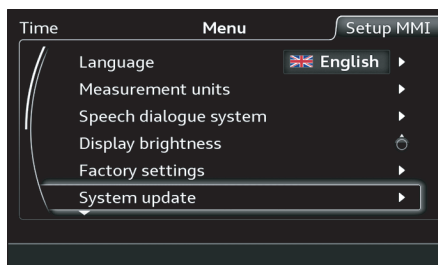 Time Menu Setup MMI
Language English
Measurement units
Speech dialogue system
Display brightness
Factory settings
System update